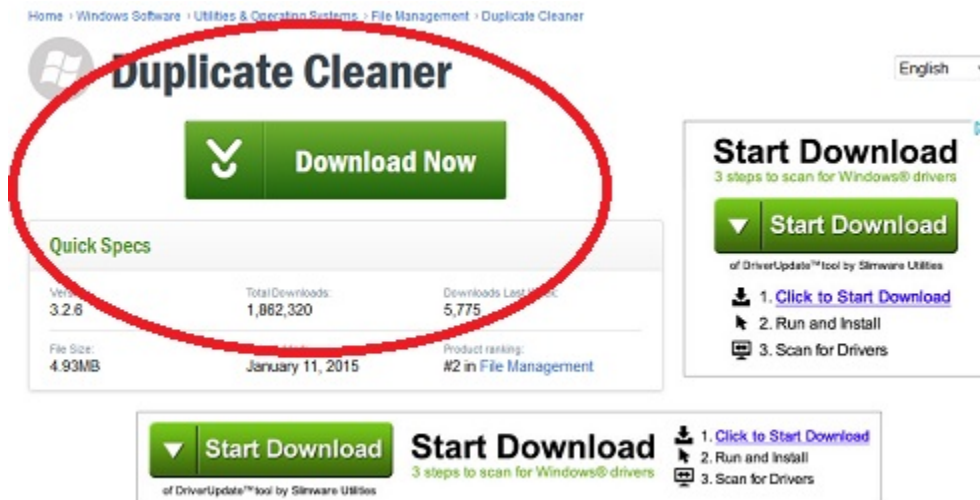 Home › Windows Software › Utilities & Operating Systems › File Management › Duplicate Cleaner
Duplicate Cleaner
English
Download Now
Quick Specs
Total Downloads:
Downloads Last
3.2.6
1,862,320
5,775
File Size:
Product ranking:
4.93MB
January 11, 2015
#2 in File Management
Start Download
3 steps to scan for Windows® drivers
Start Download
of DriverUpdate™ tool by Slimware Utilities
1. Click to Start Download
2. Run and Install
3. Scan for Drivers
Start Download
of DriverUpdate™ tool by Slimware Utilities
Start Download
3 steps to scan for Windows® drivers
1. Click to Start Download
2. Run and Install
3. Scan for Drivers